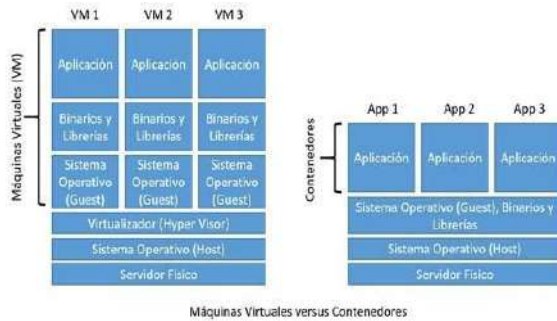 VM 1 VM 2 VM 3
Máquinas Virtuales (VM)
Aplicación Aplicación Aplicación
Binarios y Librerías Binarios y Librerías Binarios y Librerías
Sistema Operativo (Guest) Sistema Operativo (Guest) Sistema Operativo (Guest)
Virtualizador (Hyper Visor)
Sistema Operativo (Host)
Servidor Fisico
App 1 App 2 App 3
Contenedores
Aplicación Aplicación Aplicación
Sistema Operativo (Guest), Binarios y
Librerías
Sistema Operativo (Host)
Servidor Fisico
Máquinas Virtuales versus Contenedores